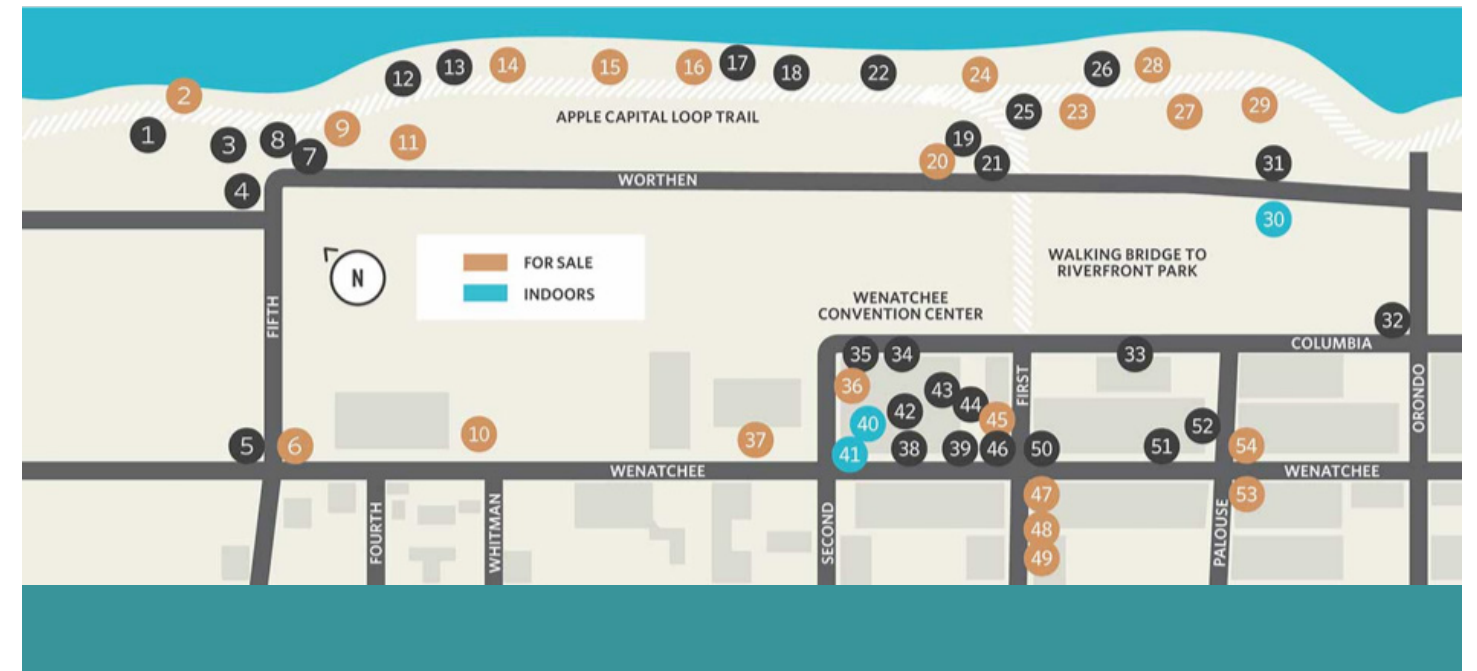 2
1
3
4
8
7
9
11
12
13
14
15
16
17
18
22
24
26
28
25
23
27
29
19
20
21
31
30
APPLE CAPITAL LOOP TRAIL
WORTHEN
N
FOR SALE
INDOORS
FIFTH
WALKING BRIDGE TO
RIVERFRONT PARK
WENATCHEE
CONVENTION CENTER
32
COLUMBIA
35
34
33
36
43
44
42
45
40
41
38
39
46
FIRST
50
51
52
54
ORONDO
5
6
10
37
WENATCHEE
WENATCHEE
47
48
49
53
FOURTH
WHITMAN
SECOND
PALOUSE